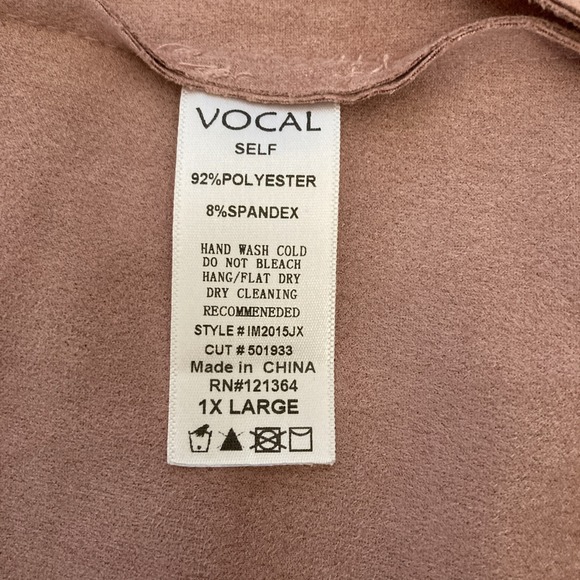 VOCAL
SELF
92%POLYESTER
8%SPANDEX
HAND WASH COLD
DO NOT BLEACH
HANG/FLAT DRY
DRY CLEANING
RECOMMENEDED
STYLE # IM2015JX
CUT # 501933
Made in CHINA
RN#121364
1X LARGE